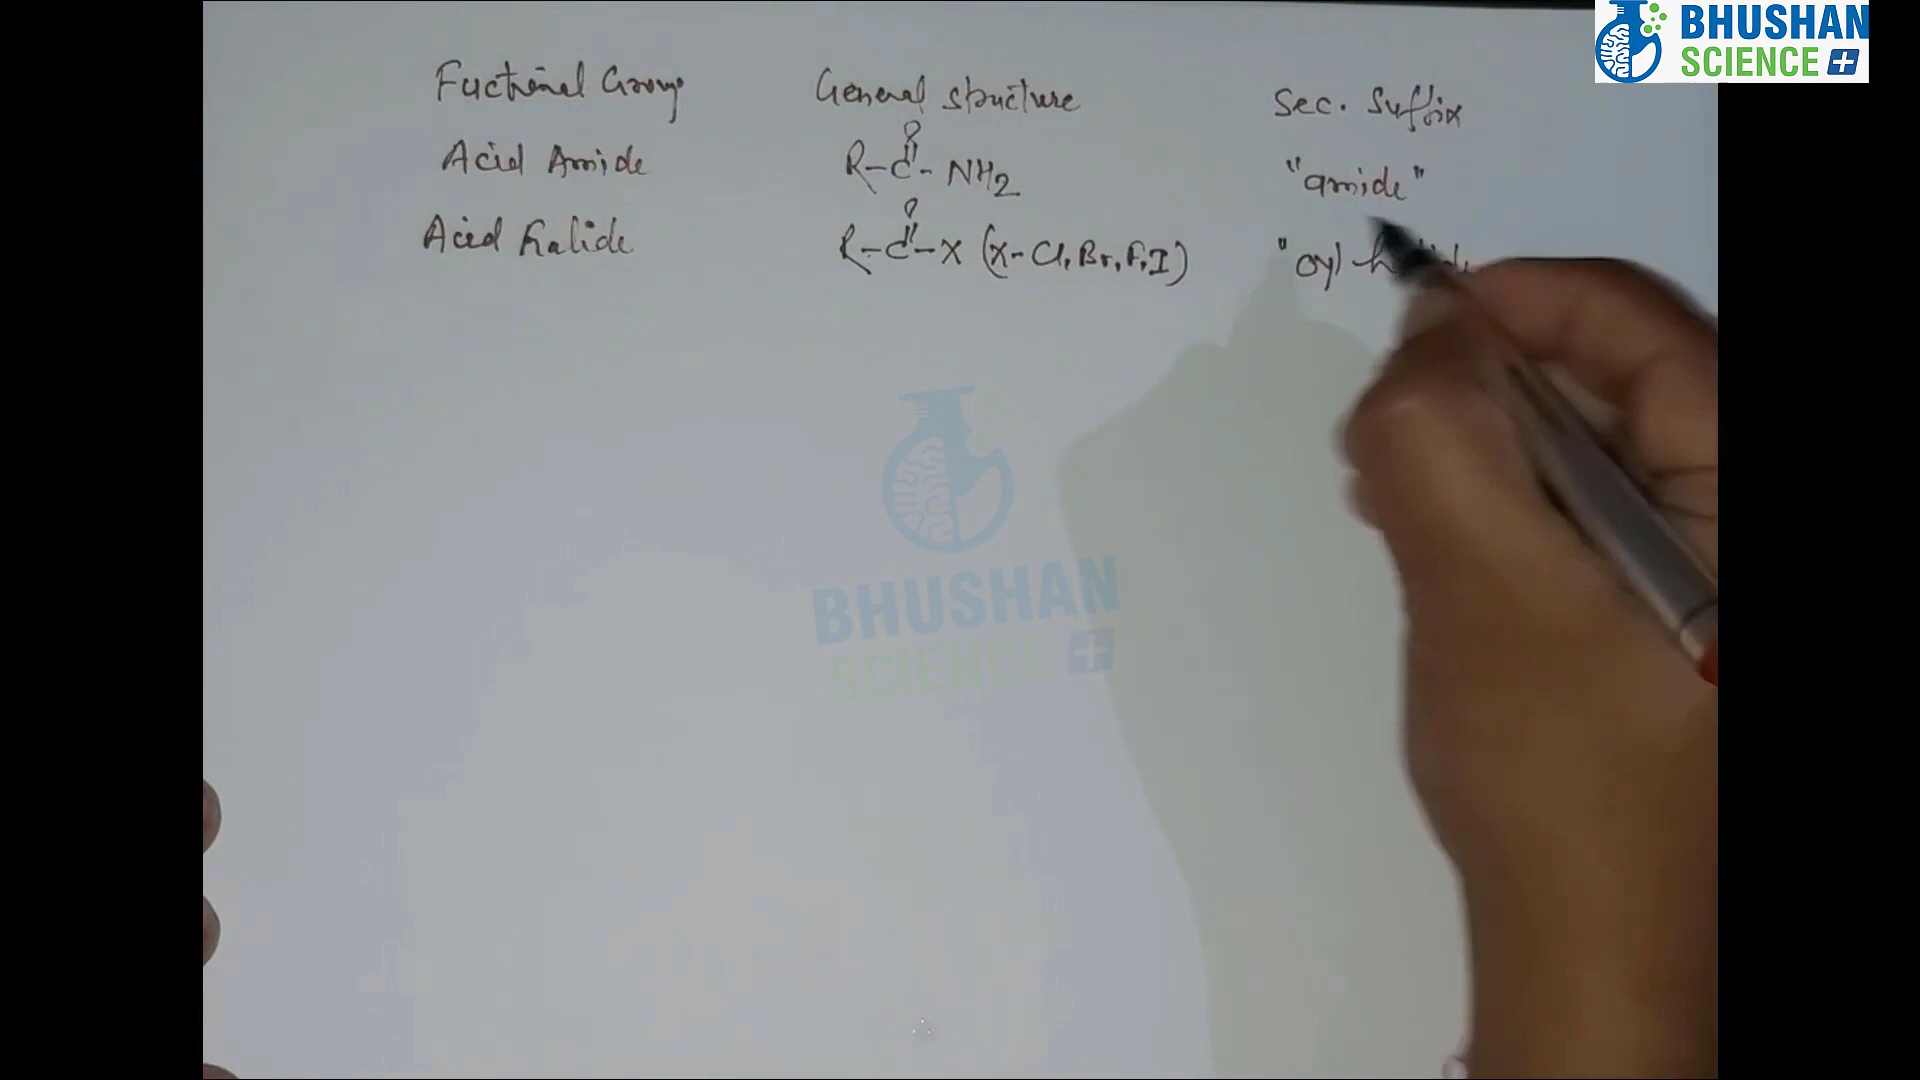 BHUSHAN
SCIENCE +
Fuctional Group General structure Sec. Suffix
Acid Amide R-C-NH2 "amide"
O
Acid halide R-C-X (X- Cl, Br, F, I) "oyl
O
BHUSHAN
SCIENCE +